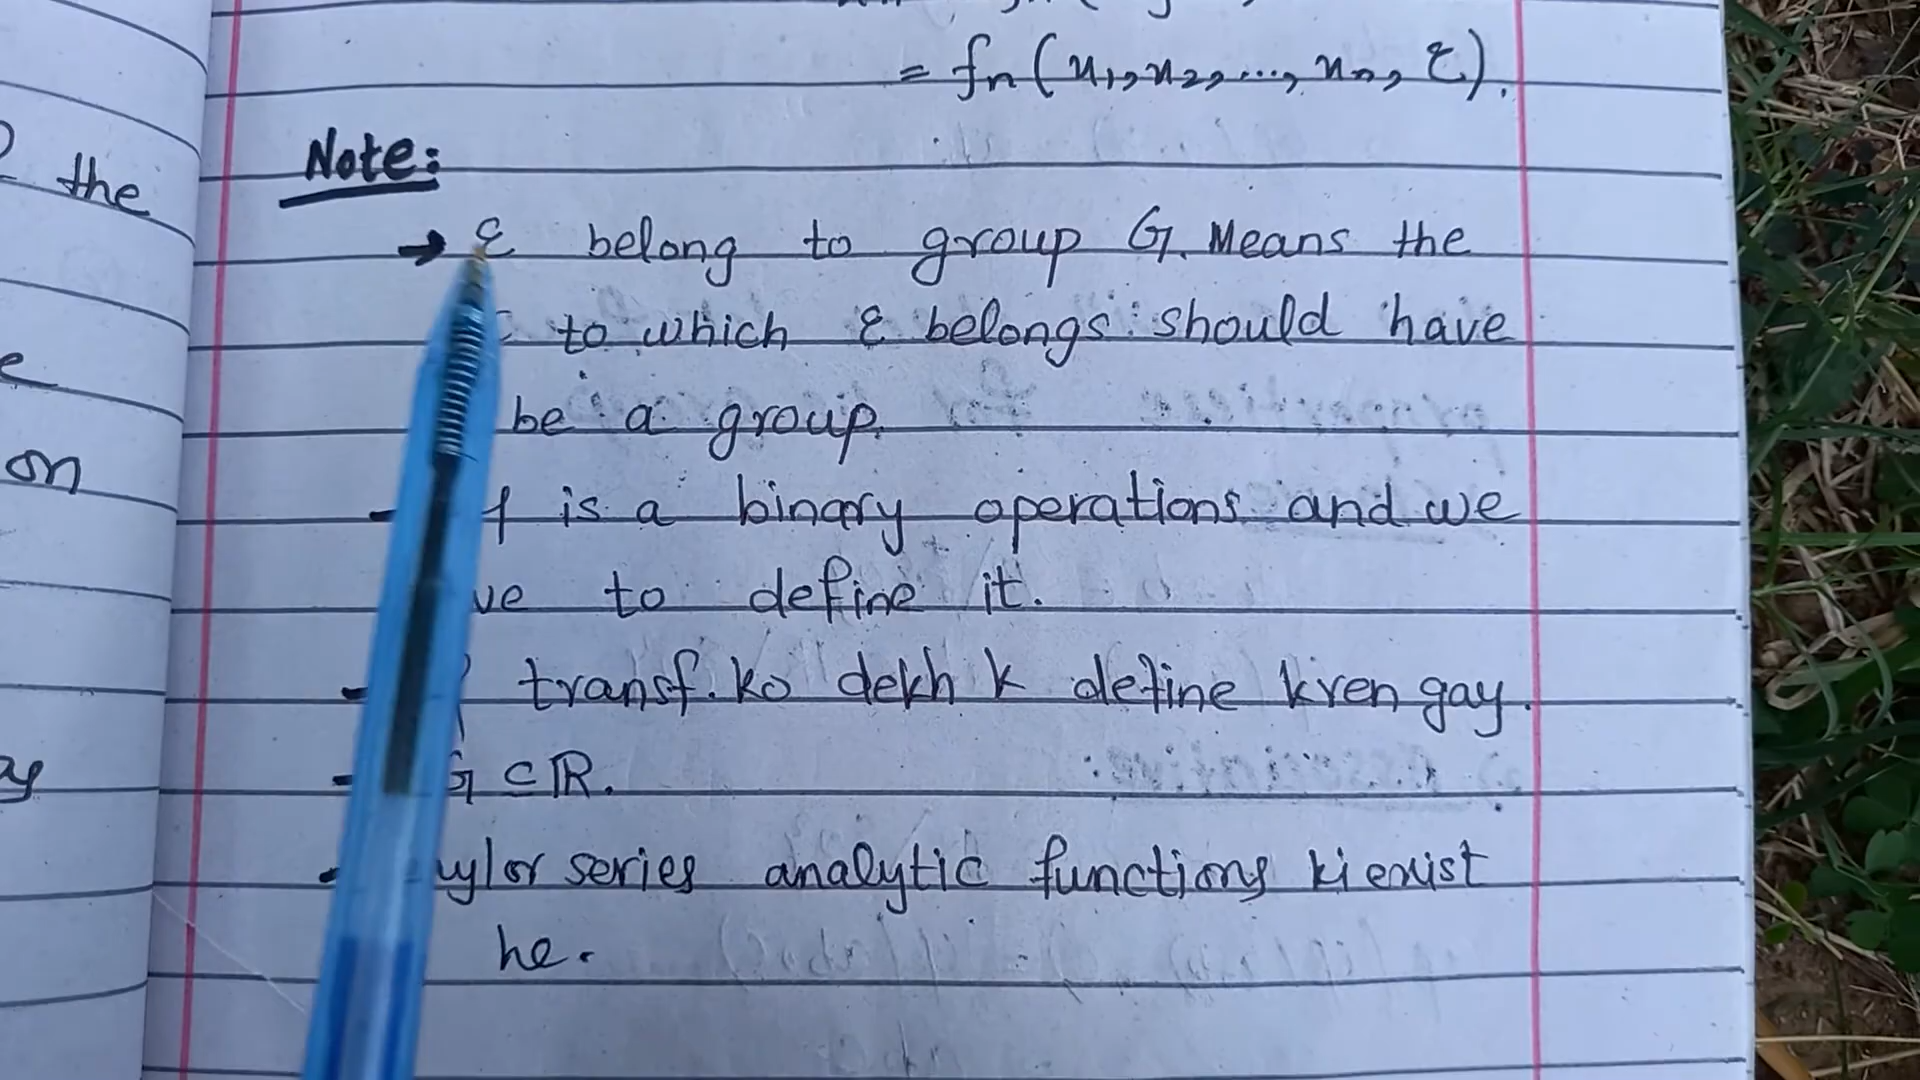 the
on
= fn(x1, x2, ..., xn, ε).
Note:
→ ε belong to group G. Means the
to which ε belongs should have
be a group.
is a binary operations and we
to define it.
transf. ko dekh k define kren gay.
G ⊂ ℝ.
series analytic functions ki exist
he.